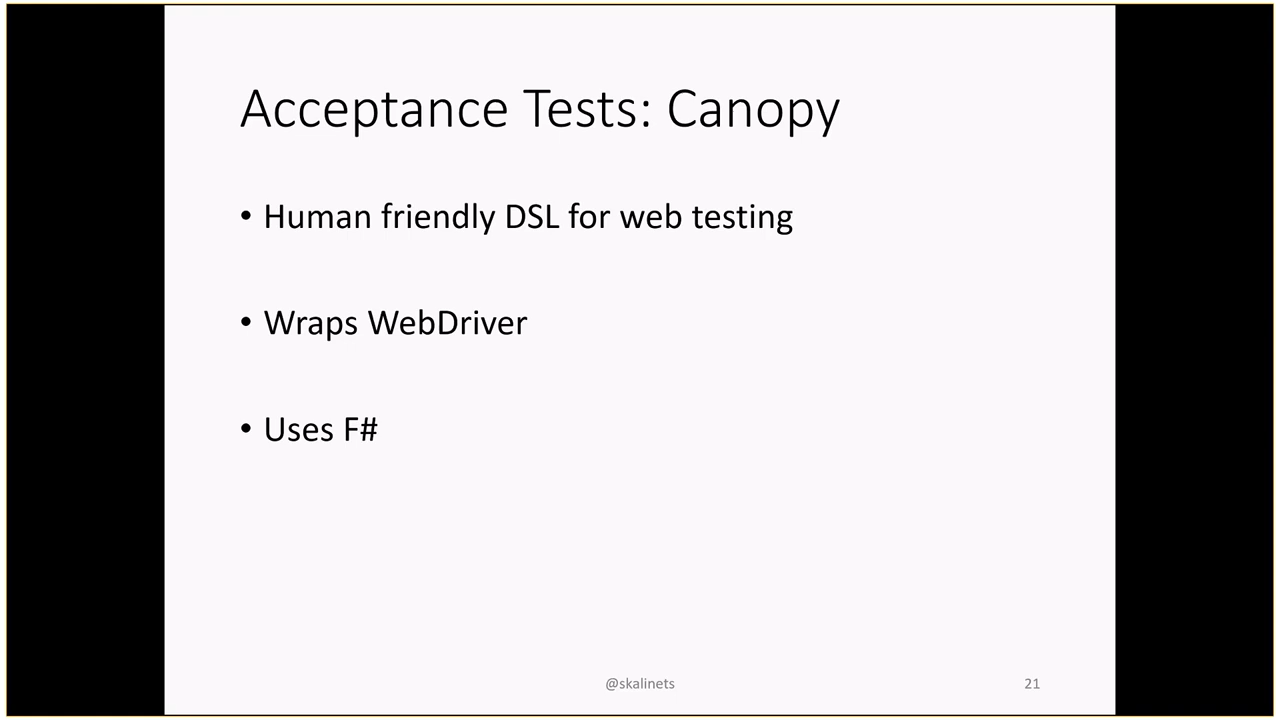 Acceptance Tests: Canopy
• Human friendly DSL for web testing
• Wraps WebDriver
• Uses F#
@skalinets
21